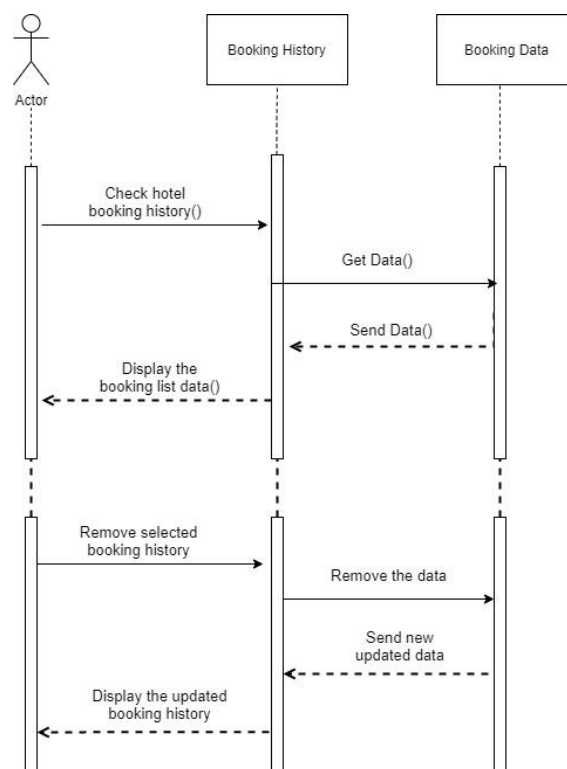 Booking History
Booking Data
Actor
Check hotel
booking history()
Get Data()
Send Data()
Display the
booking list data()
Remove selected
booking history
Remove the data
Send new
updated data
Display the updated
booking history